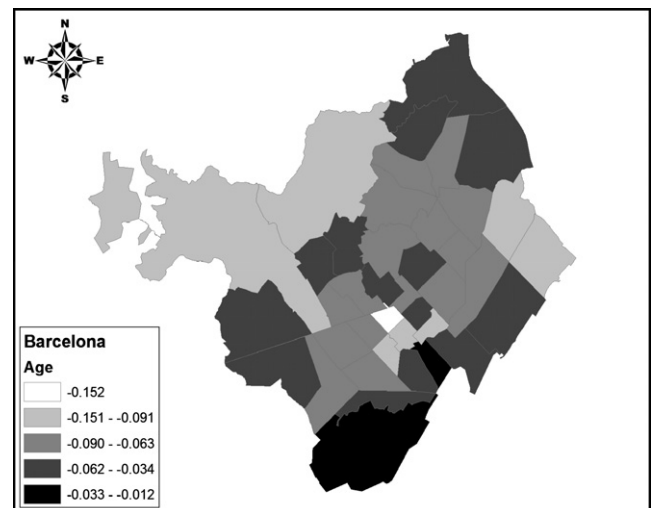 N
W E
S
Barcelona
Age
-0.152
-0.151 - -0.091
-0.090 - -0.063
-0.062 - -0.034
-0.033 - -0.012